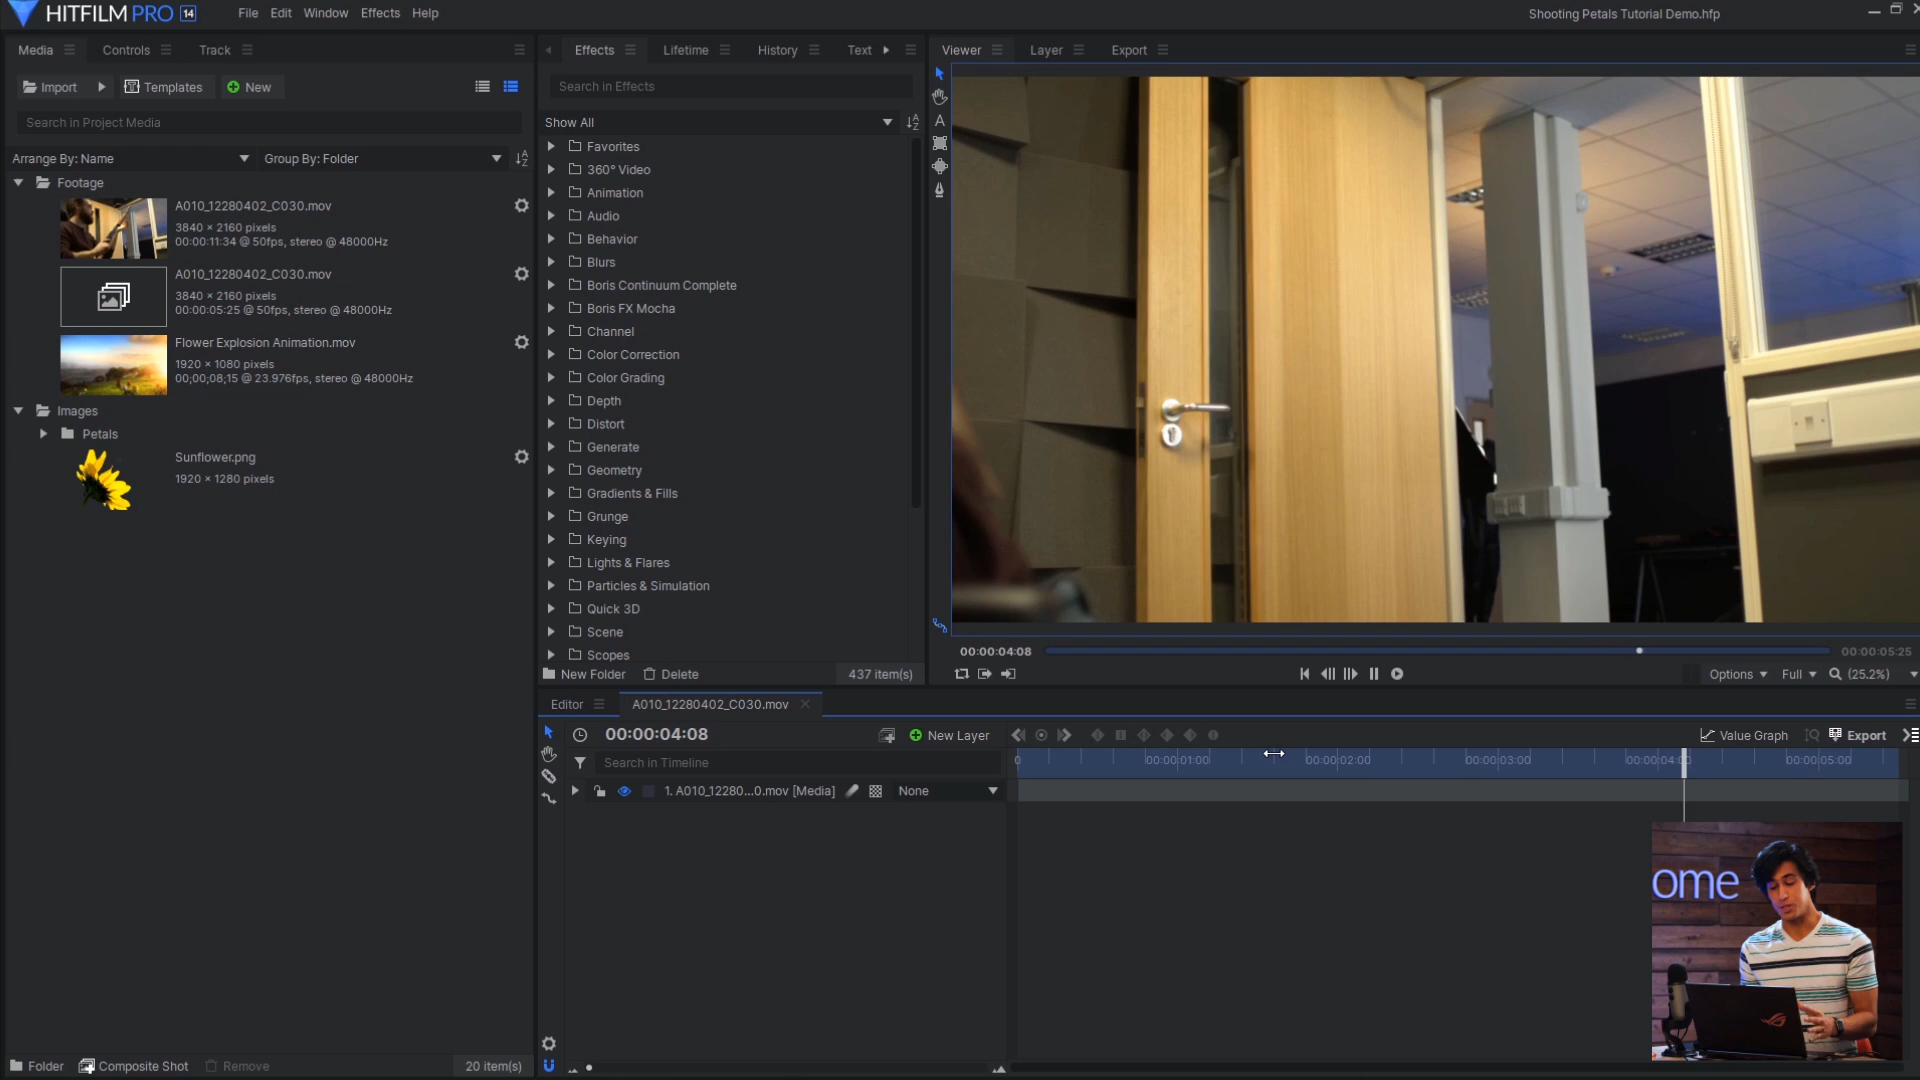 HITFILM PRO 14
File Edit Window Effects Help
Shooting Petals Tutorial Demo.hfp
Media Controls Track
Import Templates New
Search in Project Media
Arrange By: Name Group By: Folder
Footage
A010_12280402_C030.mov
3840 × 2160 pixels
00:00:11:34 @ 50fps, stereo @ 48000Hz
A010_12280402_C030.mov
3840 × 2160 pixels
00:00:05:25 @ 50fps, stereo @ 48000Hz
Flower Explosion Animation.mov
1920 × 1080 pixels
00;00;08;15 @ 23.976fps, stereo @ 48000Hz
Images
Petals
Sunflower.png
1920 × 1280 pixels
Folder Composite Shot Remove 20 item(s)
Effects Lifetime History Text
Search in Effects
Show All
Favorites
360° Video
Animation
Audio
Behavior
Blurs
Boris Continuum Complete
Boris FX Mocha
Channel
Color Correction
Color Grading
Depth
Distort
Generate
Geometry
Gradients & Fills
Grunge
Keying
Lights & Flares
Particles & Simulation
Quick 3D
Scene
Scopes
New Folder Delete 437 item(s)
Viewer Layer Export
00:00:04:08 00:00:05:25
Options Full (25.2%)
Editor A010_12280402_C030.mov
00:00:04:08 New Layer Value Graph Export
Search in Timeline
0 00:00:01:00 00:00:02:00 00:00:03:00 00:00:04:00 00:00:05:00
1. A010_12280...0.mov [Media] None
ome